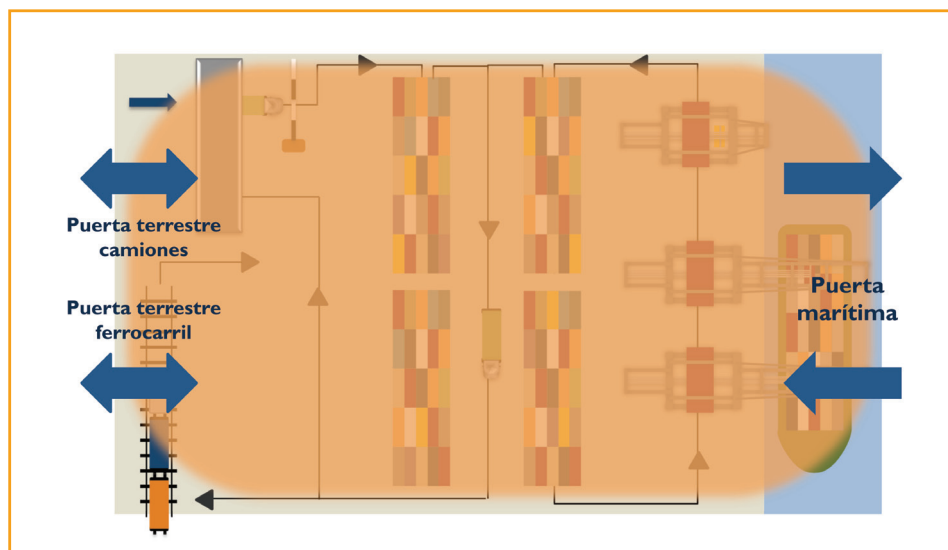 Puerta terrestre
camiones
Puerta terrestre
ferrocarril
Puerta
marítima